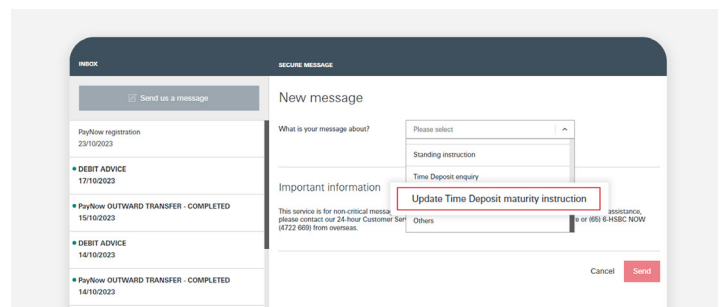 INBOX
SECURE MESSAGE
Send us a message
PayNow registration
23/10/2023
DEBIT ADVICE
17/10/2023
PayNow OUTWARD TRANSFER - COMPLETED
15/10/2023
DEBIT ADVICE
14/10/2023
PayNow OUTWARD TRANSFER - COMPLETED
14/10/2023
New message
What is your message about?
Please select
Standing instruction
Time Deposit enquiry
Update Time Deposit maturity instruction
Others
Important information
This service is for non-critical messag assistance,
please contact our 24-hour Customer Ser e or (65) 6-HSBC NOW
(4722 669) from overseas.
Cancel
Send